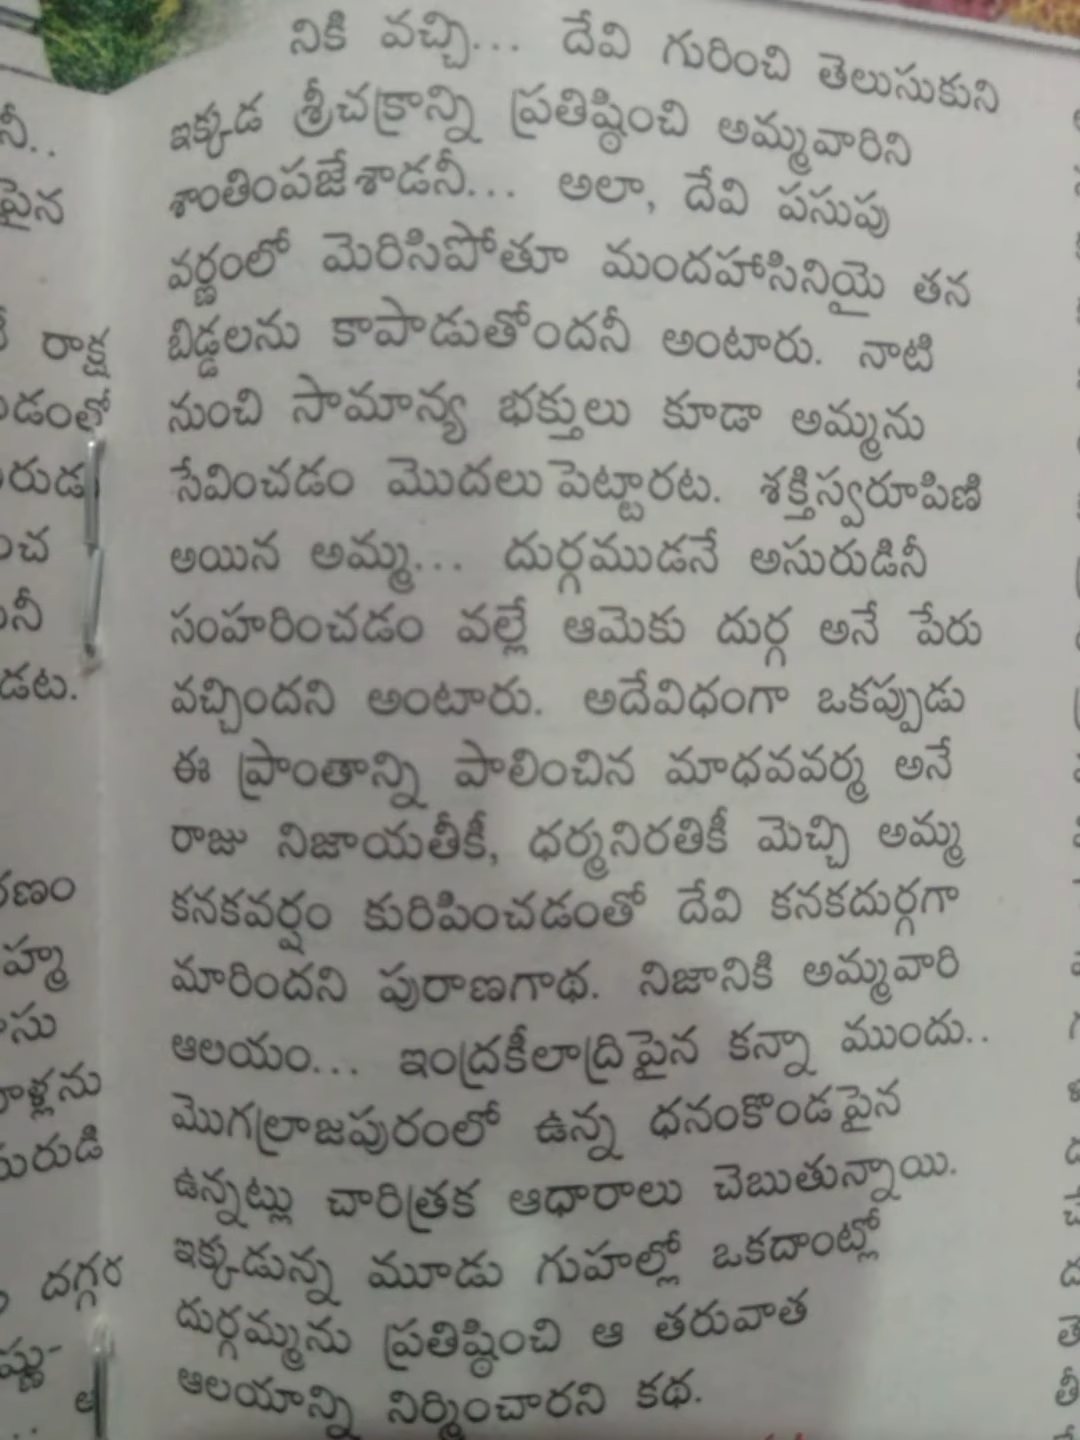 నికి వచ్చి... దేవి గురించి తెలుసుకుని
ఇక్కడ శ్రీచక్రాన్ని ప్రతిష్ఠించి అమ్మవారిని
శాంతింపజేశాడనీ... అలా, దేవి పసుపు
వర్ణంలో మెరిసిపోతూ మందహాసినియై తన
బిడ్డలను కాపాడుతోందనీ అంటారు. నాటి
నుంచి సామాన్య భక్తులు కూడా అమ్మను
సేవించడం మొదలుపెట్టారట. శక్తిస్వరూపిణి
అయిన అమ్మ... దుర్గముడనే అసురుడినీ
సంహరించడం వల్లే ఆమెకు దుర్గ అనే పేరు
వచ్చిందని అంటారు. అదేవిధంగా ఒకప్పుడు
ఈ ప్రాంతాన్ని పాలించిన మాధవవర్మ అనే
రాజు నిజాయతీకీ, ధర్మనిరతికీ మెచ్చి అమ్మ
కనకవర్షం కురిపించడంతో దేవి కనకదుర్గగా
మారిందని పురాణగాథ. నిజానికి అమ్మవారి
ఆలయం... ఇంద్రకీలాద్రిపైన కన్నా ముందు..
మొగల్రాజపురంలో ఉన్న ధనంకొండపైన
ఉన్నట్లు చారిత్రక ఆధారాలు చెబుతున్నాయి.
ఇక్కడున్న మూడు గుహల్లో ఒకదాంట్లో
దుర్గమ్మను ప్రతిష్ఠించి ఆ తరువాత
ఆలయాన్ని నిర్మించారని కథ.